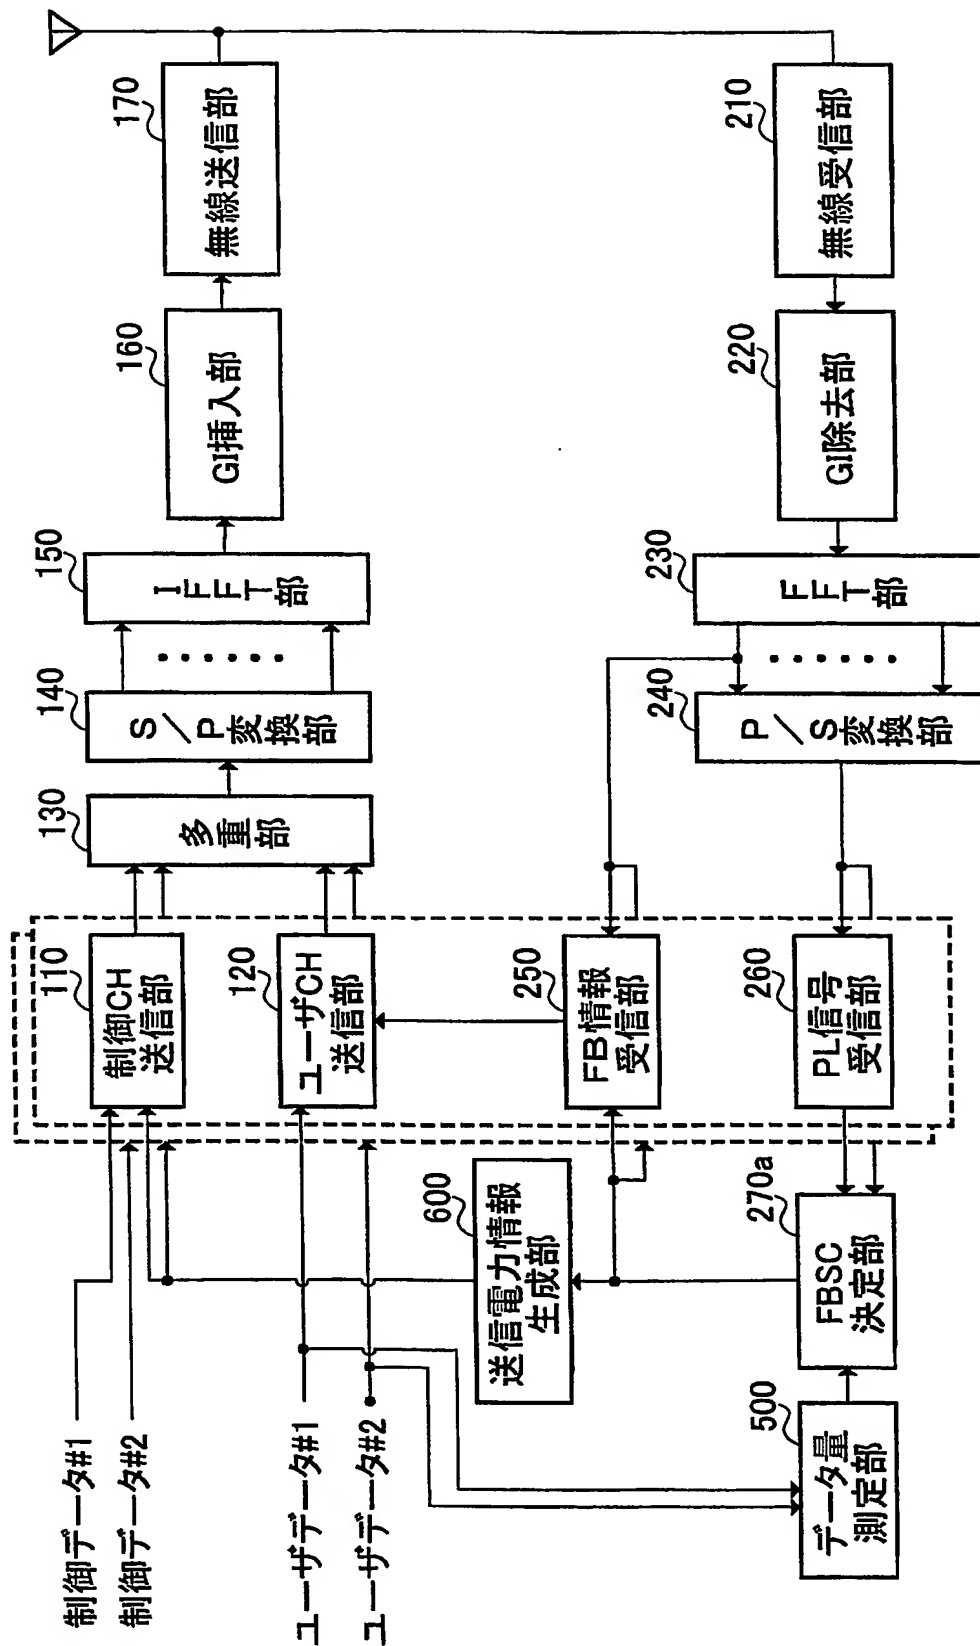 制御データ#1
制御データ#2
ユーザデータ#1
ユーザデータ#2
110
制御CH
送信部
120
ユーザCH
送信部
130
多重部
140
S/P変換部
150
IFFT部
160
GI挿入部
170
無線送信部
210
無線受信部
220
GI除去部
230
FFT部
240
P/S変換部
250
FB情報
受信部
260
PL信号
受信部
270a
FBSC
決定部
500
データ量
測定部
600
送信電力情報
生成部